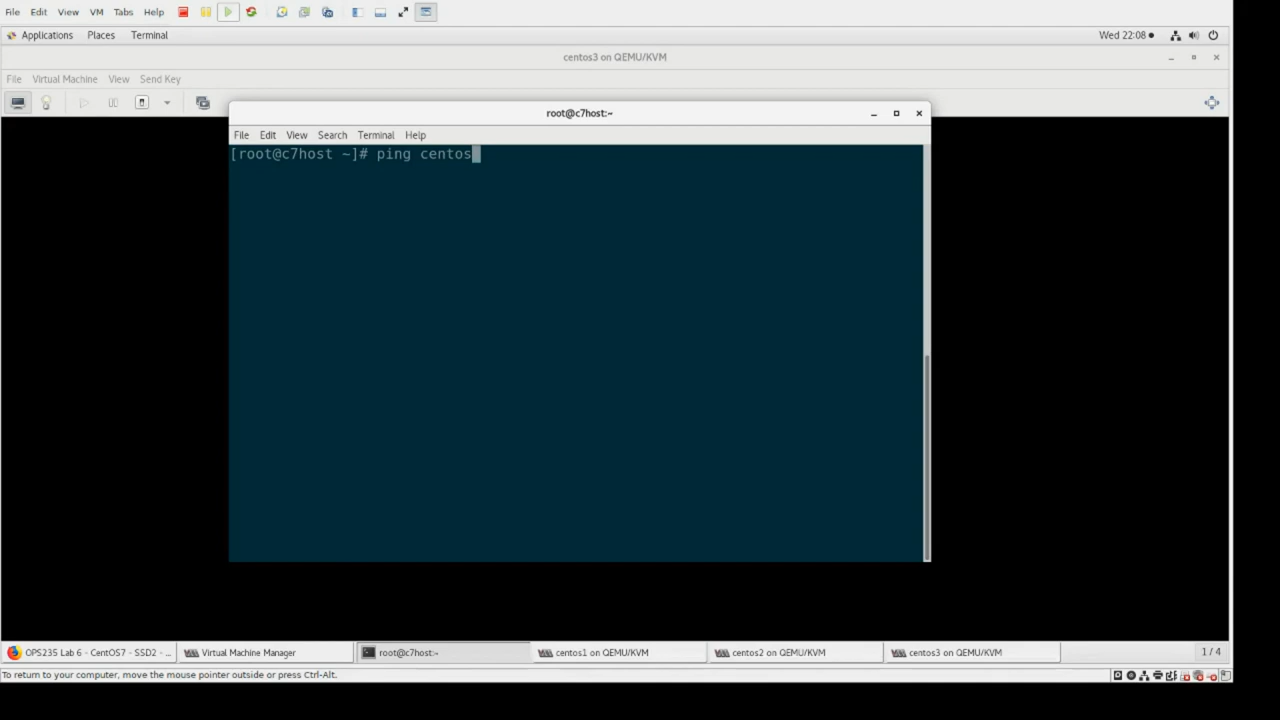 File Edit View VM Tabs Help
Applications Places Terminal Wed 22:08
centos3 on QEMU/KVM
File Virtual Machine View Send Key
root@c7host:~
File Edit View Search Terminal Help
[root@c7host ~]# ping centos
OPS235 Lab 6 - CentOS7 - SSD2 - ... Virtual Machine Manager root@c7host:~ centos1 on QEMU/KVM centos2 on QEMU/KVM centos3 on QEMU/KVM 1 / 4
To return to your computer, move the mouse pointer outside or press Ctrl-Alt.